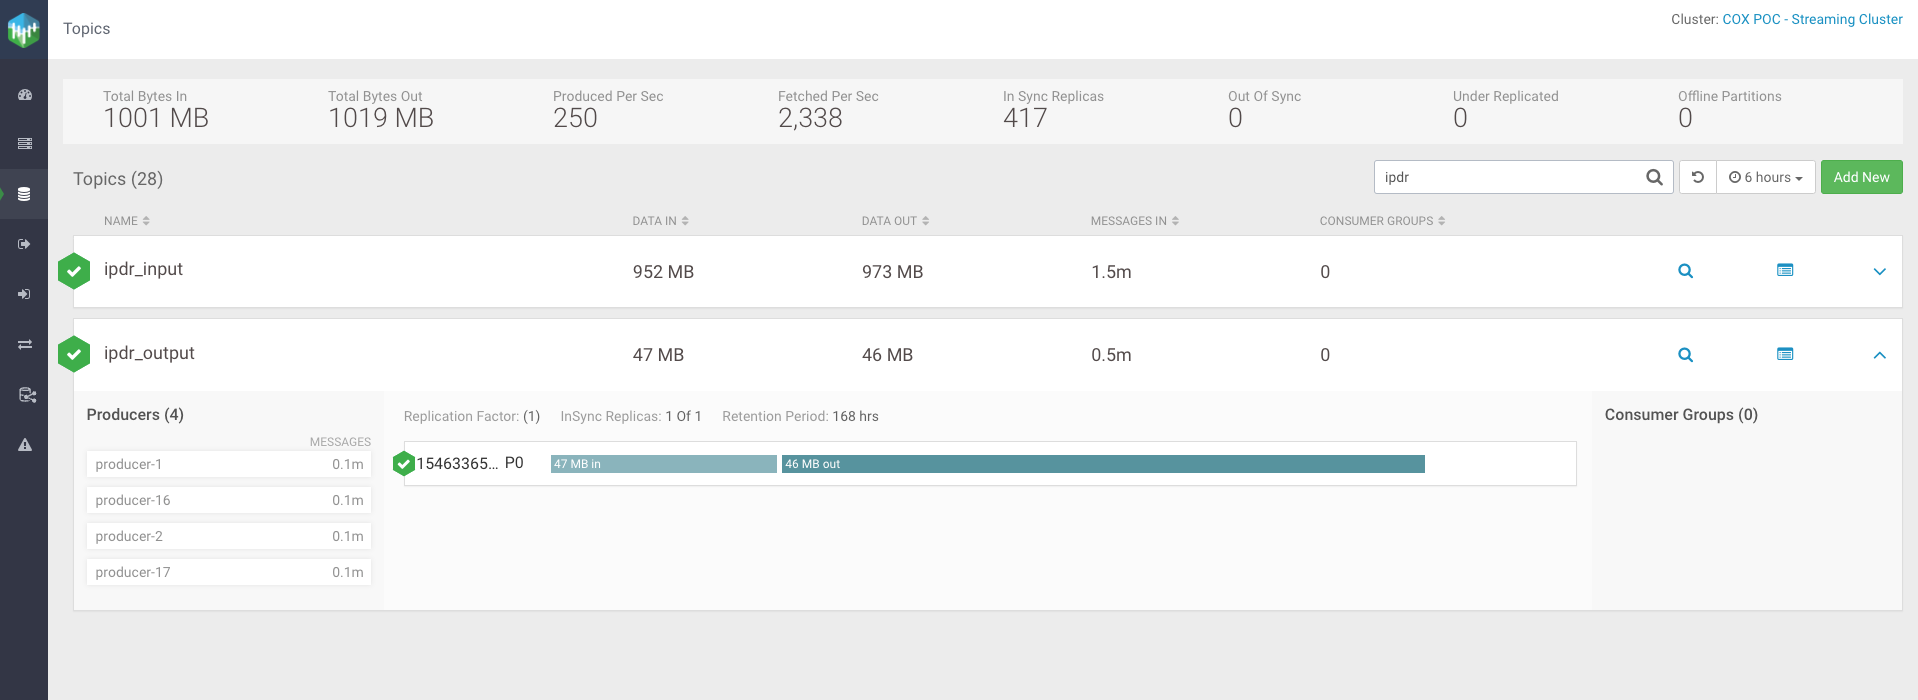 Topics
Cluster: COX POC - Streaming Cluster
Total Bytes In Total Bytes Out Produced Per Sec Fetched Per Sec In Sync Replicas Out Of Sync Under Replicated Offline Partitions
1001 MB 1019 MB 250 2,338 417 0 0 0
Topics (28) ipdr 6 hours Add New
NAME DATA IN DATA OUT MESSAGES IN CONSUMER GROUPS
ipdr_input 952 MB 973 MB 1.5m 0
ipdr_output 47 MB 46 MB 0.5m 0
Producers (4)
MESSAGES
producer-1 0.1m
producer-16 0.1m
producer-2 0.1m
producer-17 0.1m
Replication Factor: (1) InSync Replicas: 1 Of 1 Retention Period: 168 hrs
15463365... P0 47 MB in 46 MB out
Consumer Groups (0)